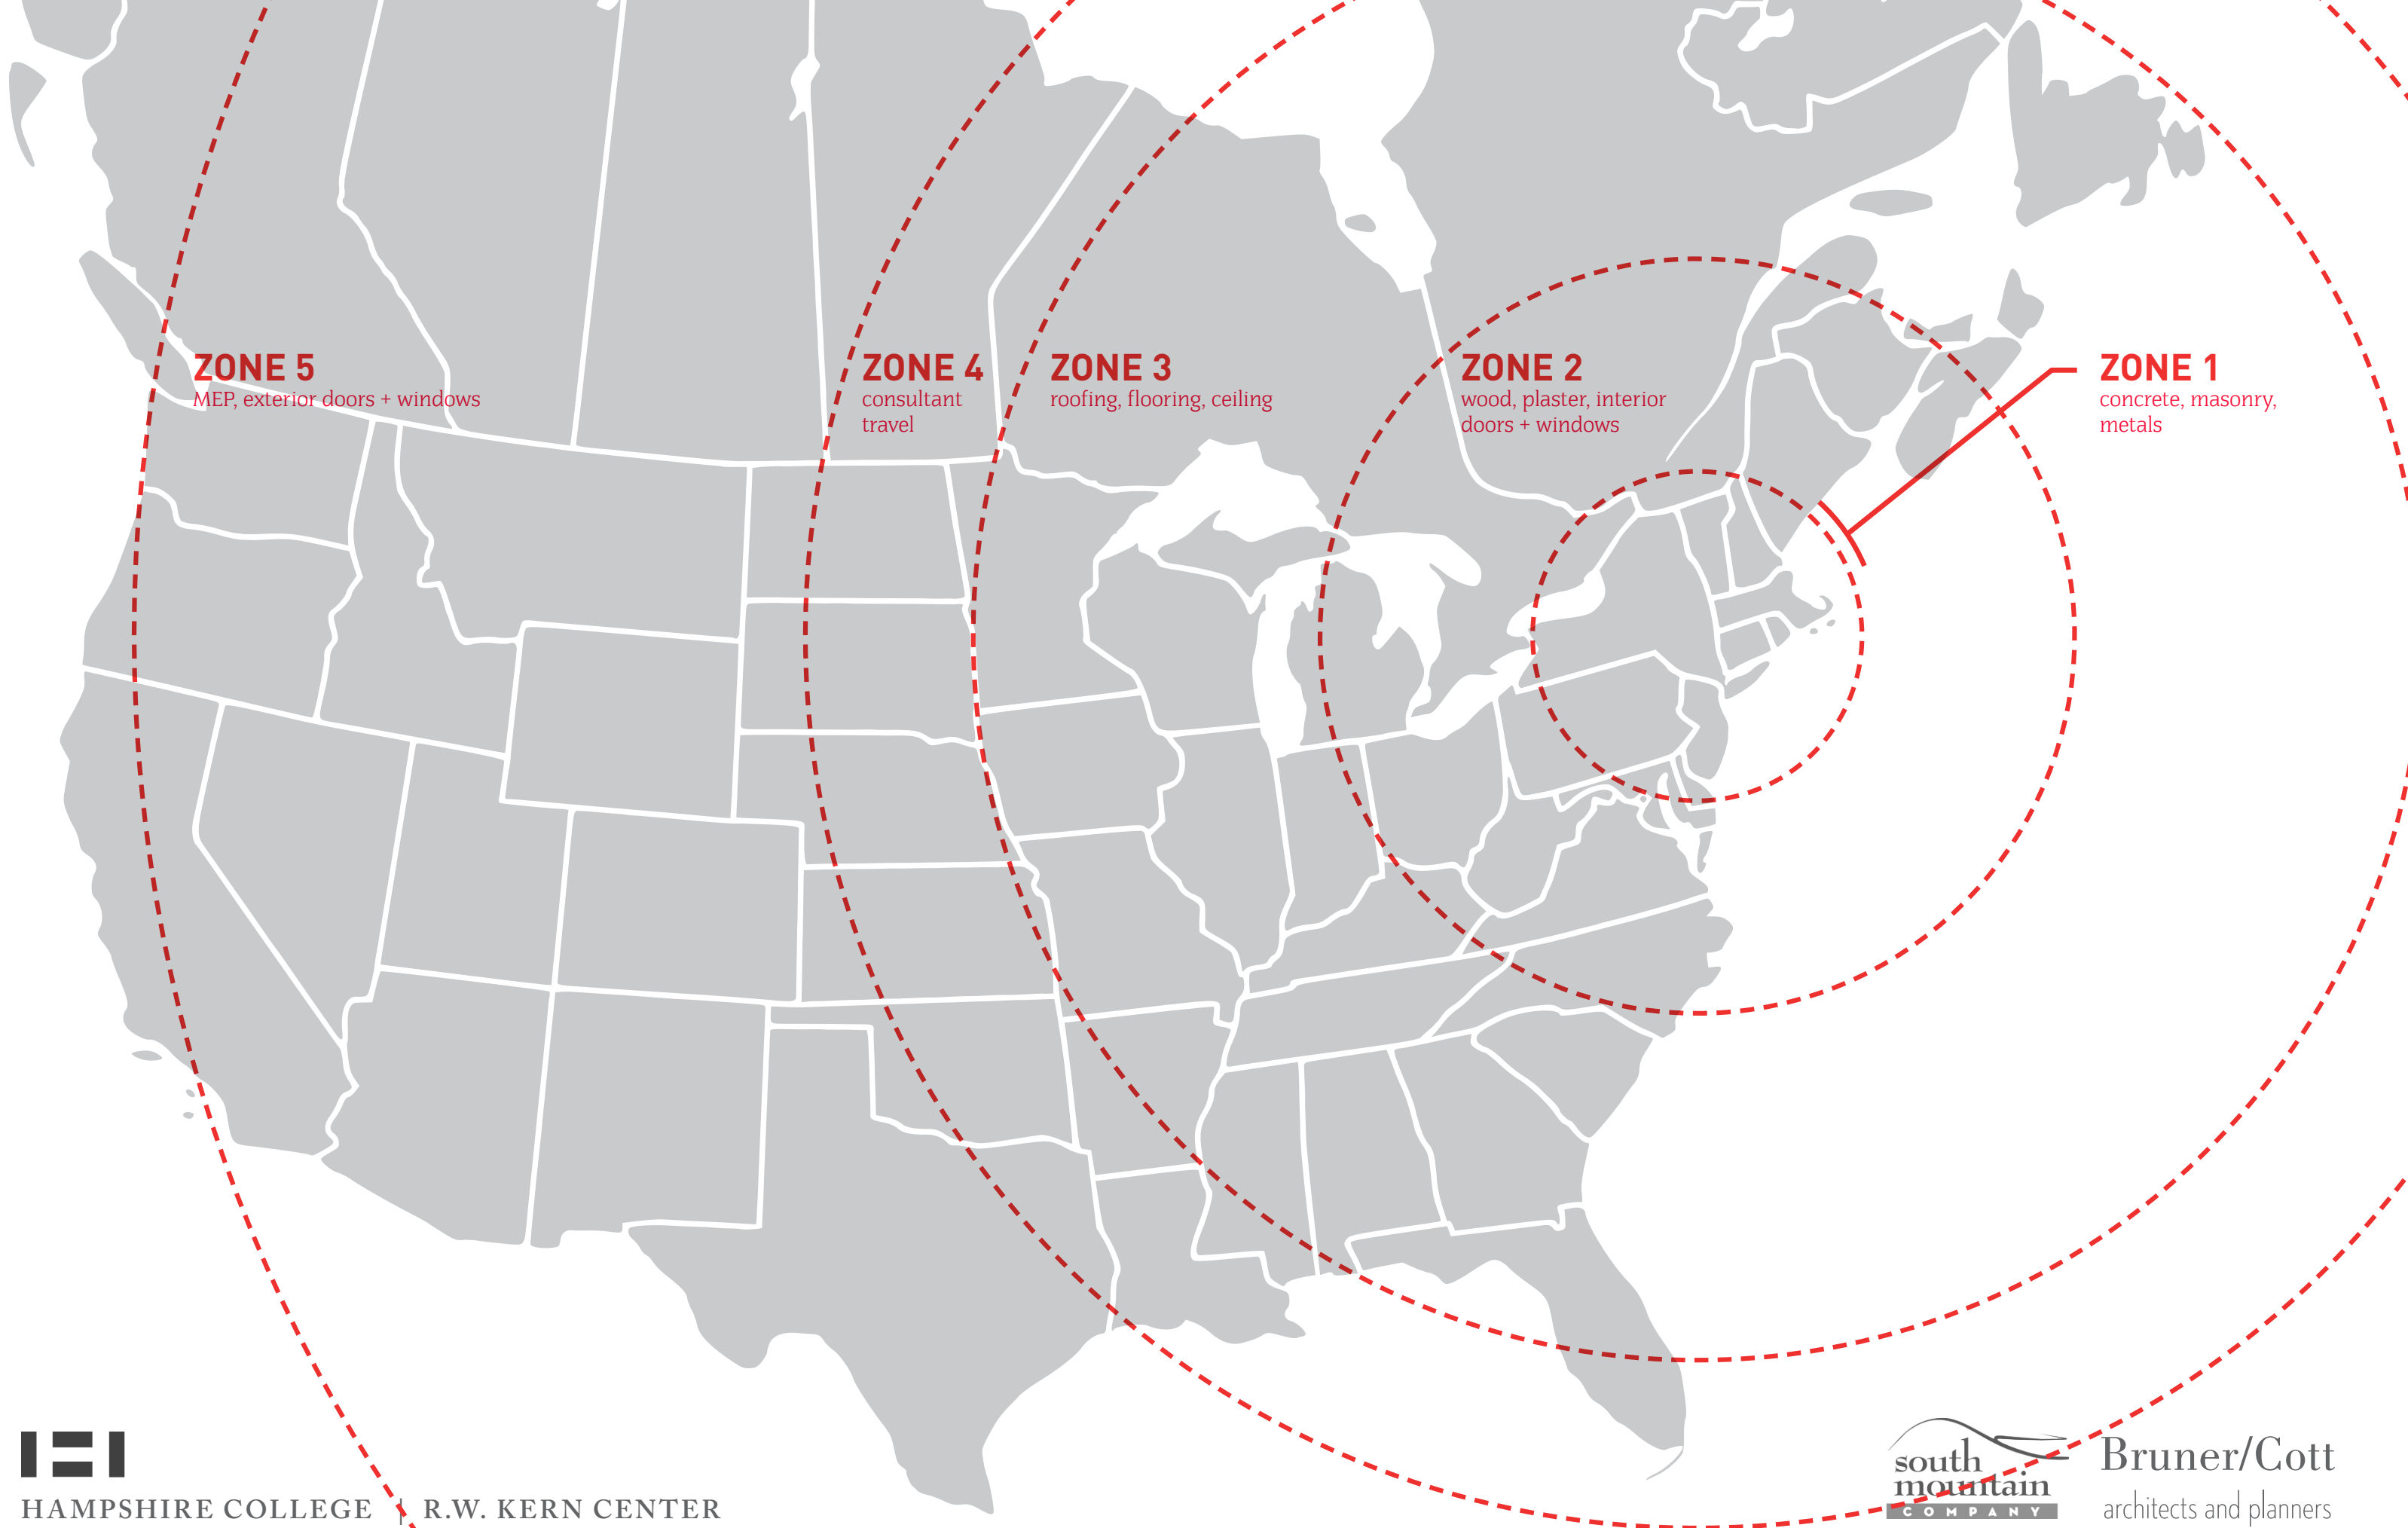 ZONE 5
MEP, exterior doors + windows
ZONE 4
consultant
travel
ZONE 3
roofing, flooring, ceiling
ZONE 2
wood, plaster, interior
doors + windows
ZONE 1
concrete, masonry,
metals
HAMPSHIRE COLLEGE | R.W. KERN CENTER
south
mountain
COMPANY
Bruner/Cott
architects and planners